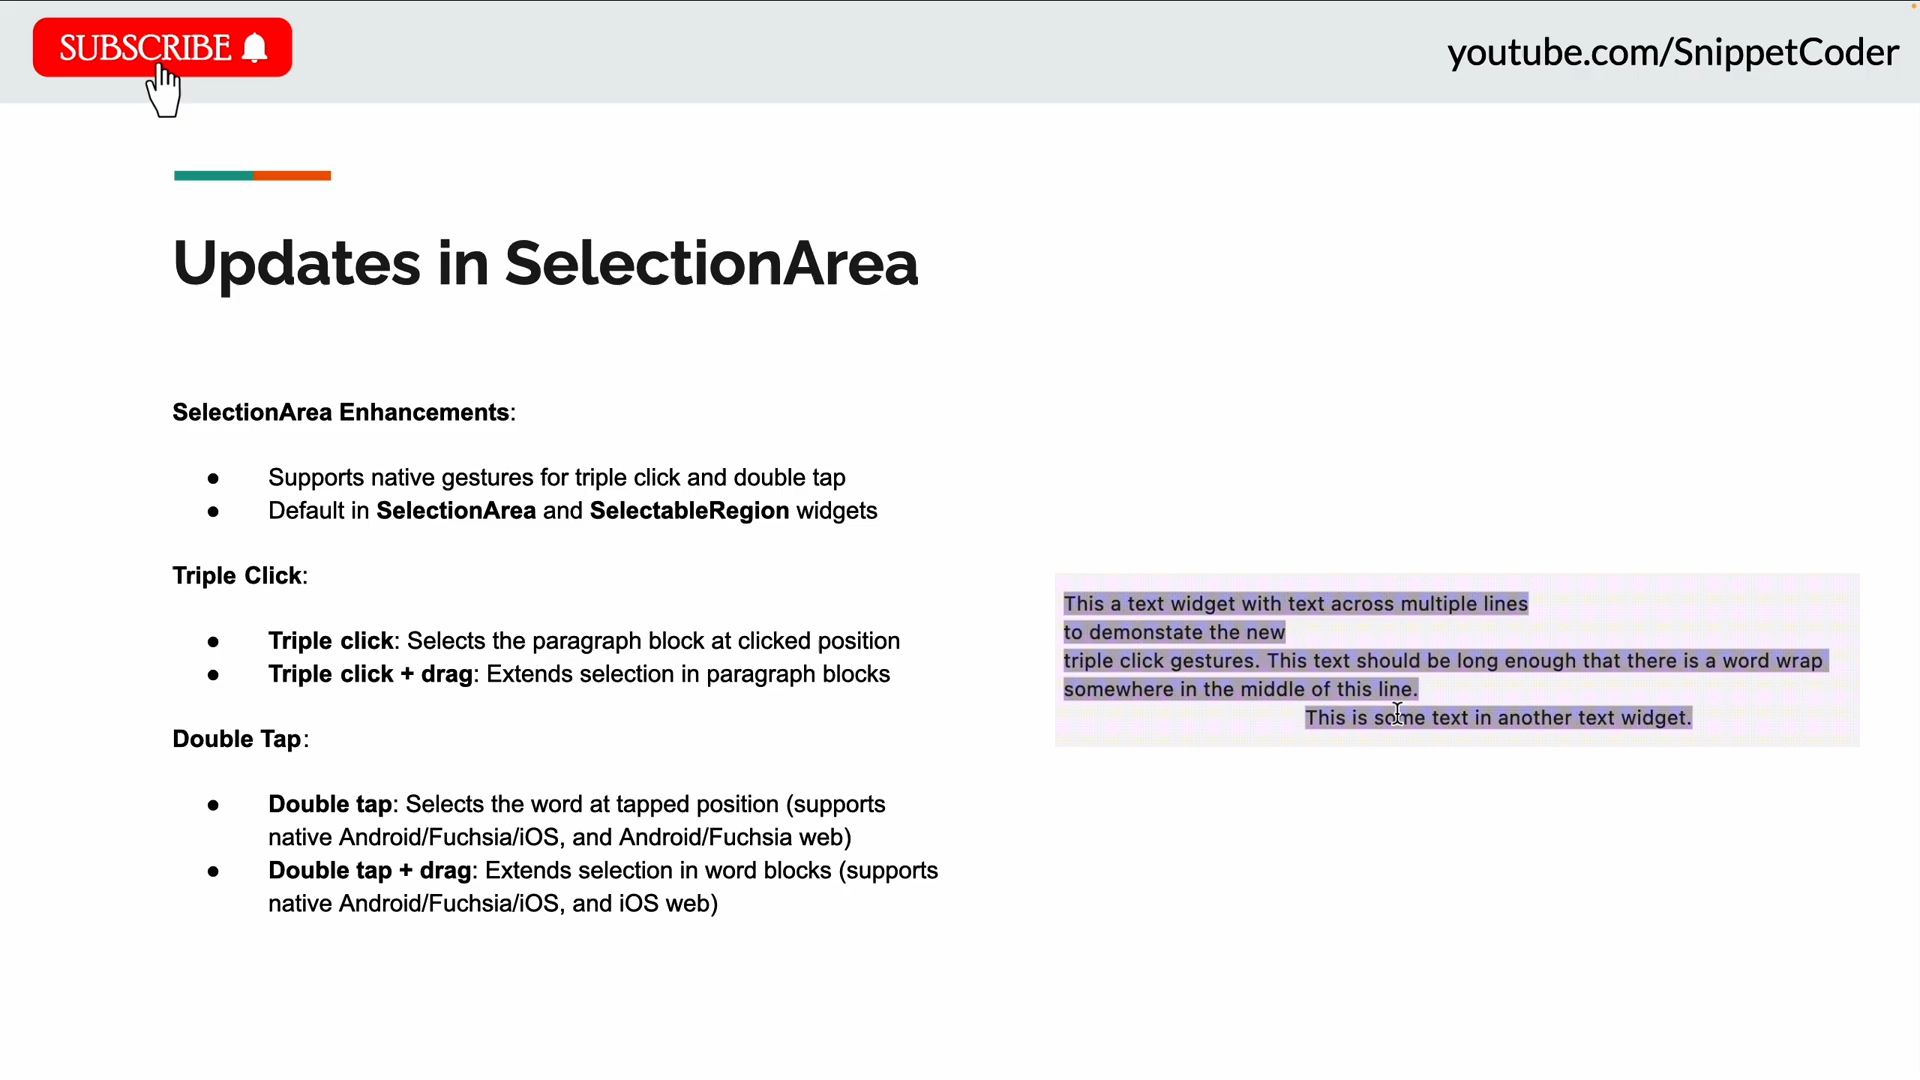 SUBSCRIBE
youtube.com/SnippetCoder
Updates in SelectionArea
SelectionArea Enhancements:
● Supports native gestures for triple click and double tap
● Default in SelectionArea and SelectableRegion widgets
Triple Click:
● Triple click: Selects the paragraph block at clicked position
● Triple click + drag: Extends selection in paragraph blocks
Double Tap:
● Double tap: Selects the word at tapped position (supports
native Android/Fuchsia/iOS, and Android/Fuchsia web)
● Double tap + drag: Extends selection in word blocks (supports
native Android/Fuchsia/iOS, and iOS web)
This a text widget with text across multiple lines
to demonstate the new
triple click gestures. This text should be long enough that there is a word wrap
somewhere in the middle of this line.
This is some text in another text widget.